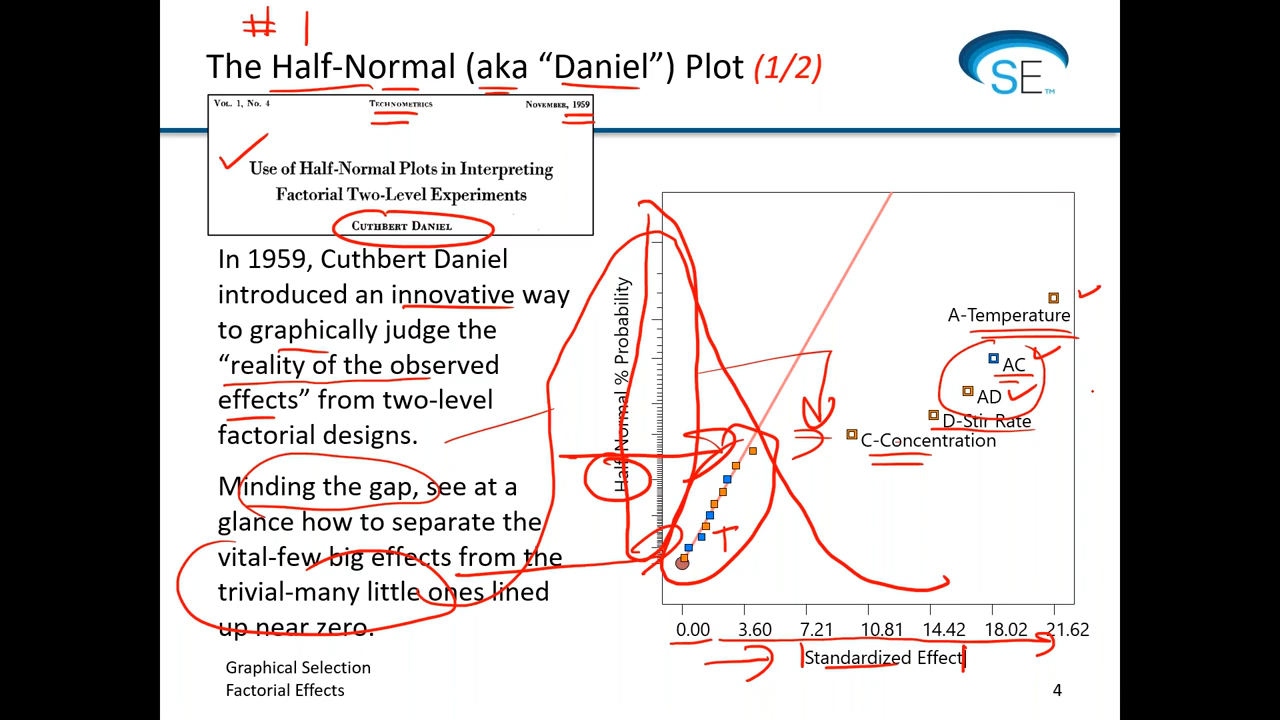 # 1
The Half-Normal (aka “Daniel”) Plot (1/2)
SE™
Vol. 1, No. 4 Technometrics November, 1959
Use of Half-Normal Plots in Interpreting
Factorial Two-Level Experiments
Cuthbert Daniel
In 1959, Cuthbert Daniel
introduced an innovative way
to graphically judge the
“reality of the observed
effects” from two-level
factorial designs.
Minding the gap, see at a
glance how to separate the
vital-few big effects from the
trivial-many little ones lined
up near zero.
Half-Normal % Probability
A-Temperature
AC
AD
D-Stir Rate
C-Concentration
0.00 3.60 7.21 10.81 14.42 18.02 21.62
|Standardized Effect|
Graphical Selection
Factorial Effects
4